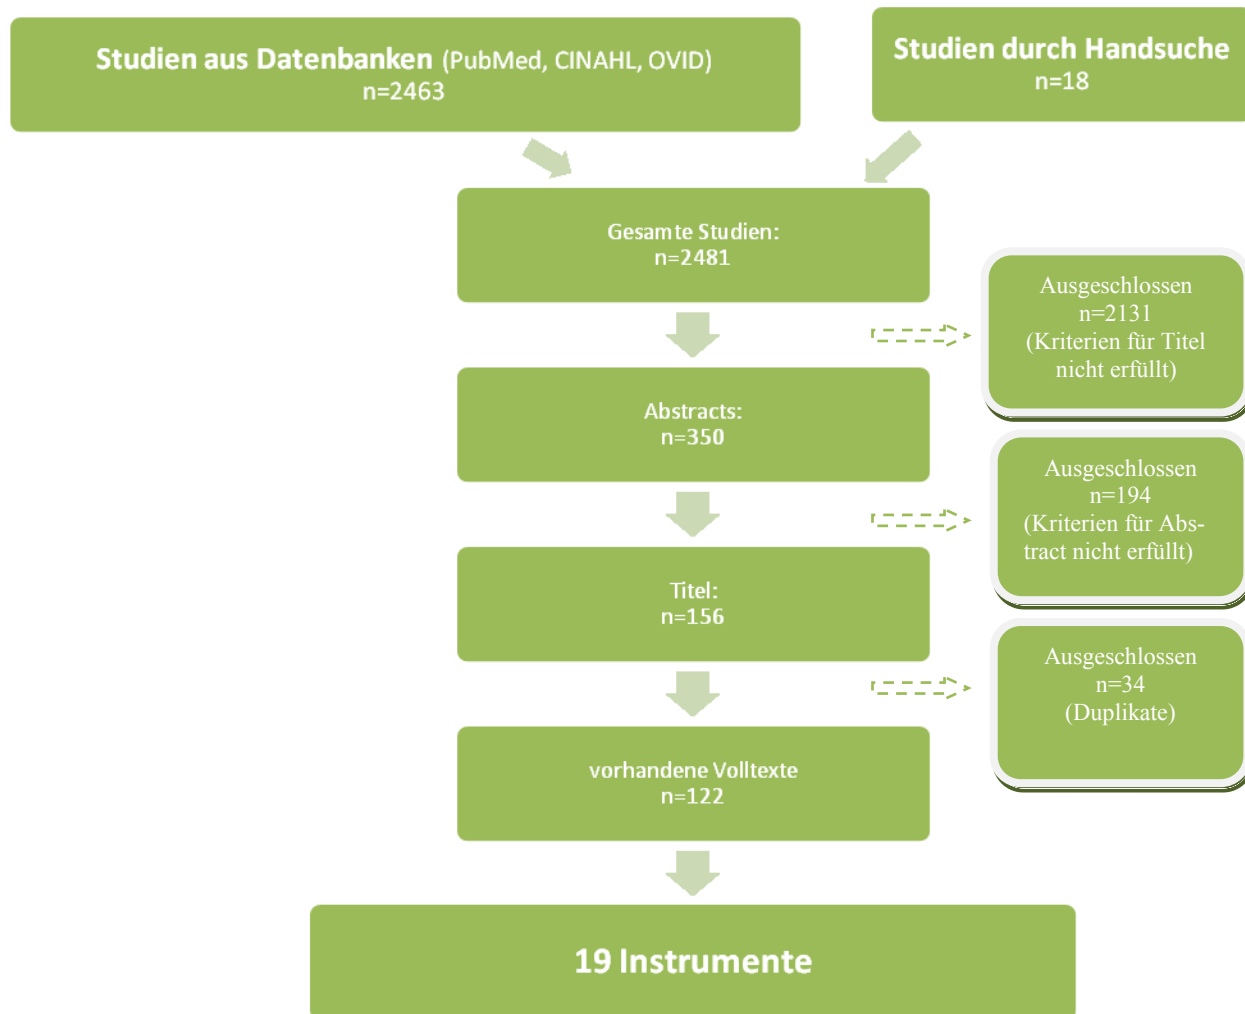 Studien aus Datenbanken (PubMed, CINAHL, OVID)
n=2463
Studien durch Handsuche
n=18
Gesamte Studien:
n=2481
Ausgeschlossen
n=2131
(Kriterien für Titel
nicht erfüllt)
Abstracts:
n=350
Ausgeschlossen
n=194
(Kriterien für Abs-
tract nicht erfüllt)
Titel:
n=156
Ausgeschlossen
n=34
(Duplikate)
vorhandene Volltexte
n=122
19 Instrumente